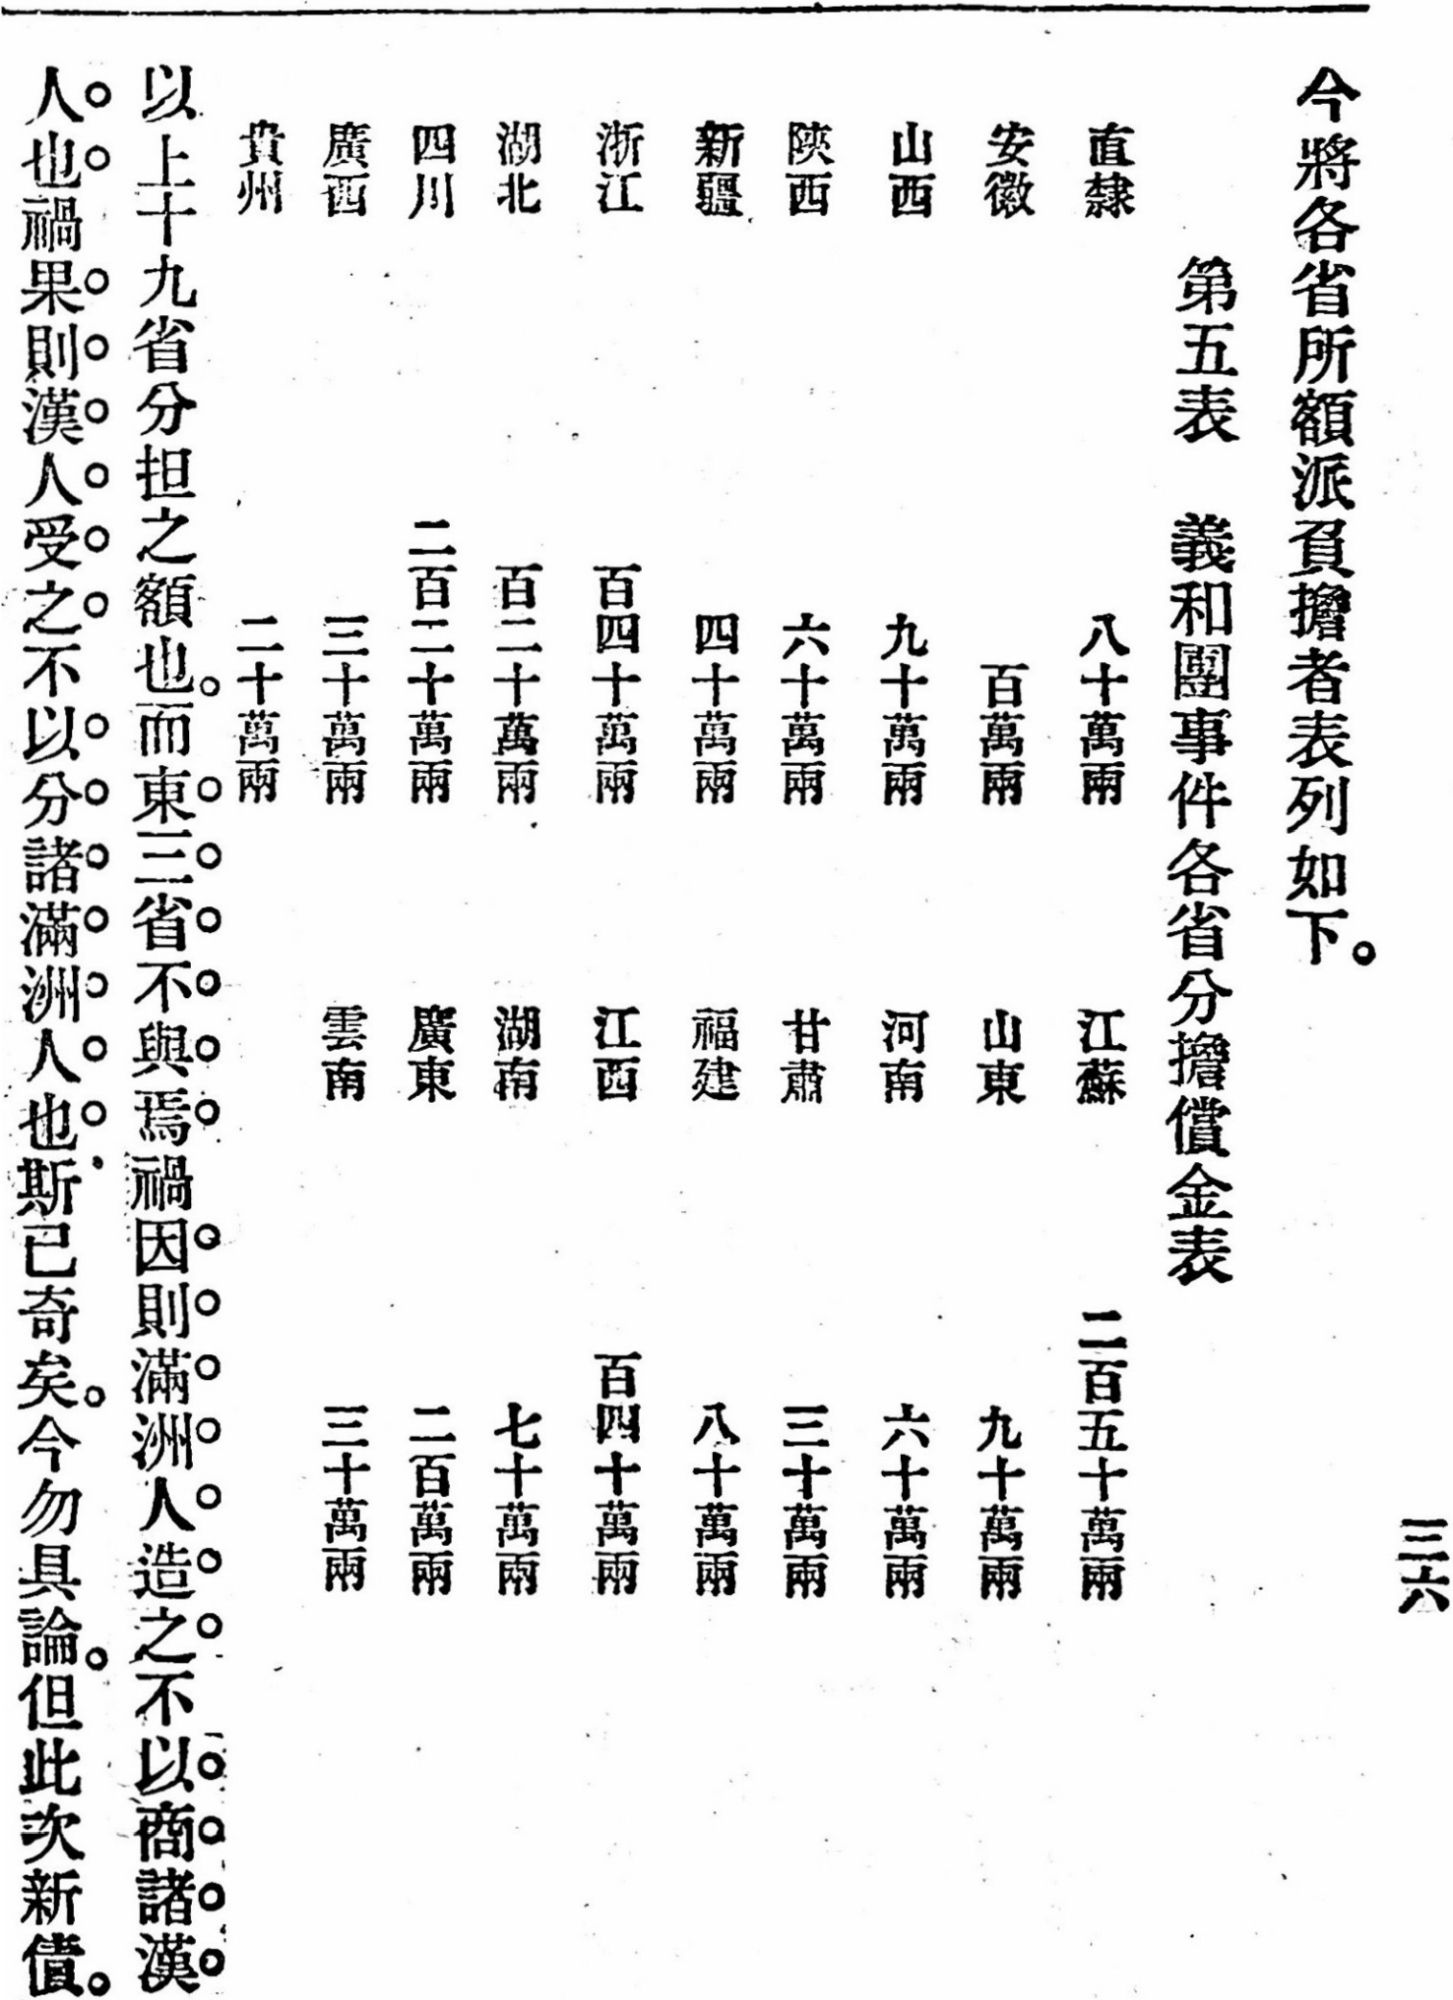 三六
今將各省所額派負擔者表列如下。
第五表　義和團事件各省分擔償金表
直隸　八十萬兩　江蘇　二百五十萬兩
安徽　百萬兩　山東　九十萬兩
山西　九十萬兩　河南　六十萬兩
陝西　六十萬兩　甘肅　三十萬兩
新疆　四十萬兩　福建　八十萬兩
浙江　百四十萬兩　江西　百四十萬兩
湖北　百二十萬兩　湖南　七十萬兩
四川　二百二十萬兩　廣東　二百萬兩
廣西　三十萬兩　雲南　三十萬兩
貴州　二十萬兩
以上十九省分担之額也。而東三省不與焉禍因則滿洲人造之不以商諸漢
人也禍果則漢人受之不以分諸滿洲人也斯已奇矣。今勿具論。但此次新債。